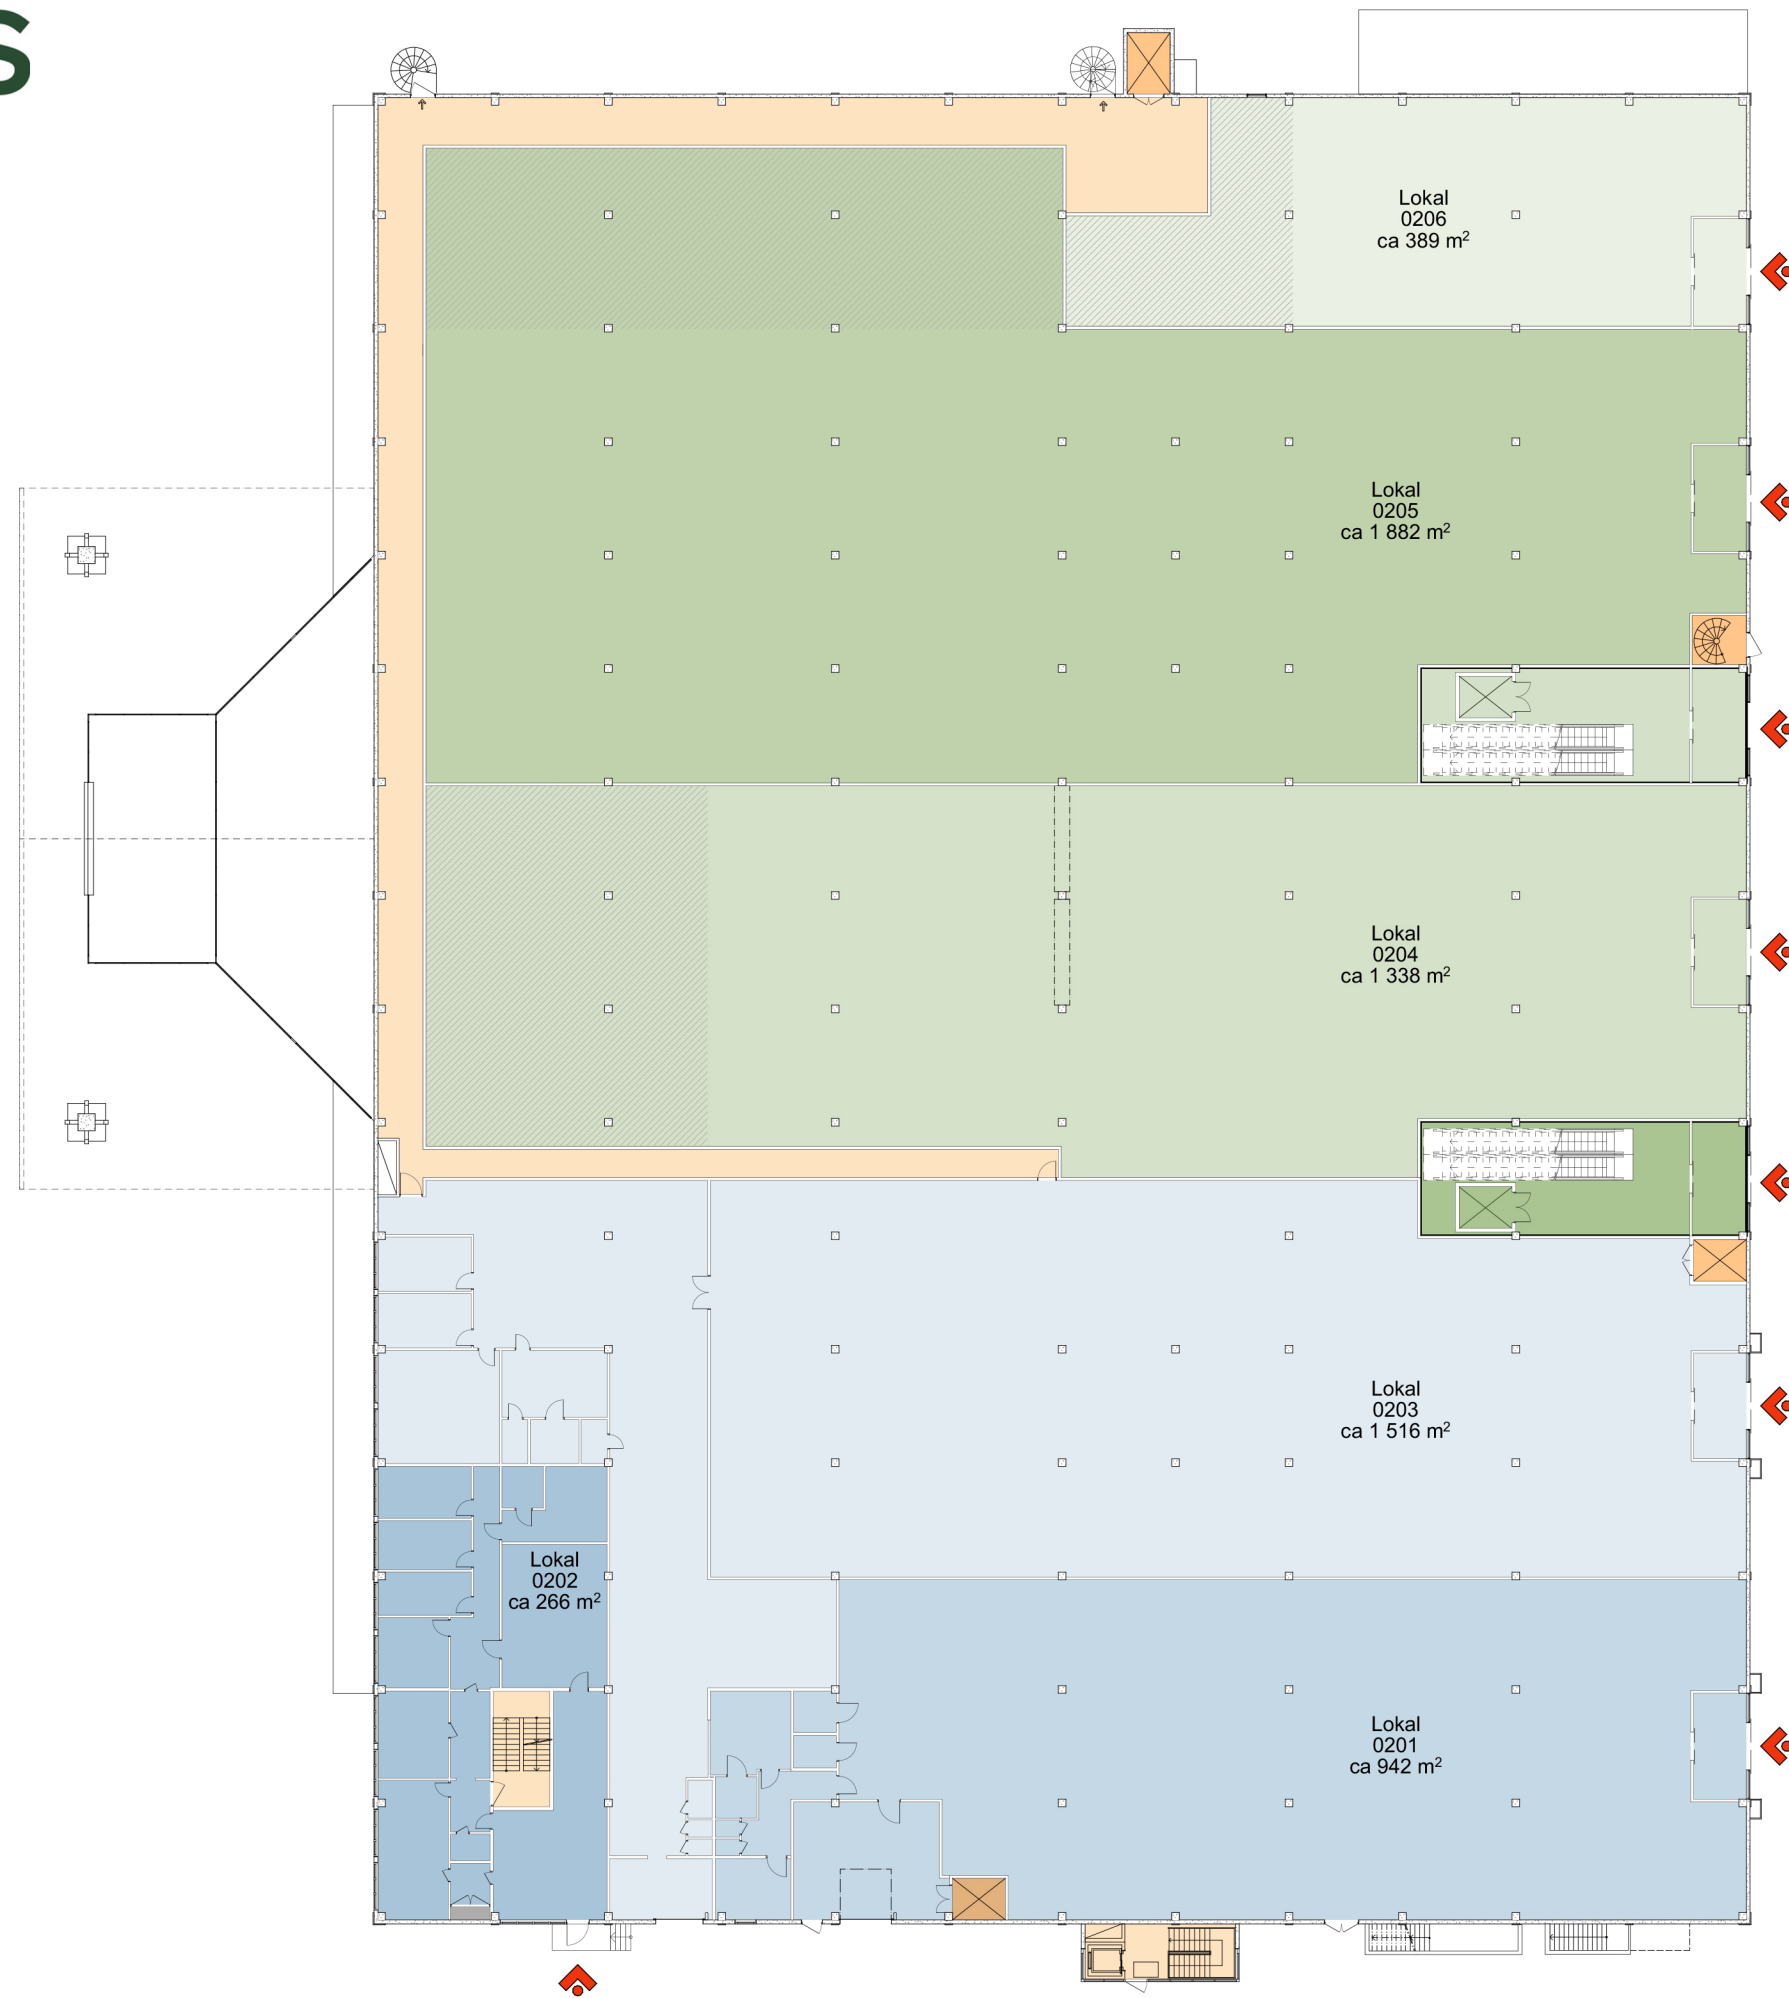 S
Lokal
0206
ca 389 m²
Lokal
0205
ca 1 882 m²
Lokal
0204
ca 1 338 m²
Lokal
0203
ca 1 516 m²
Lokal
0202
ca 266 m²
Lokal
0201
ca 942 m²